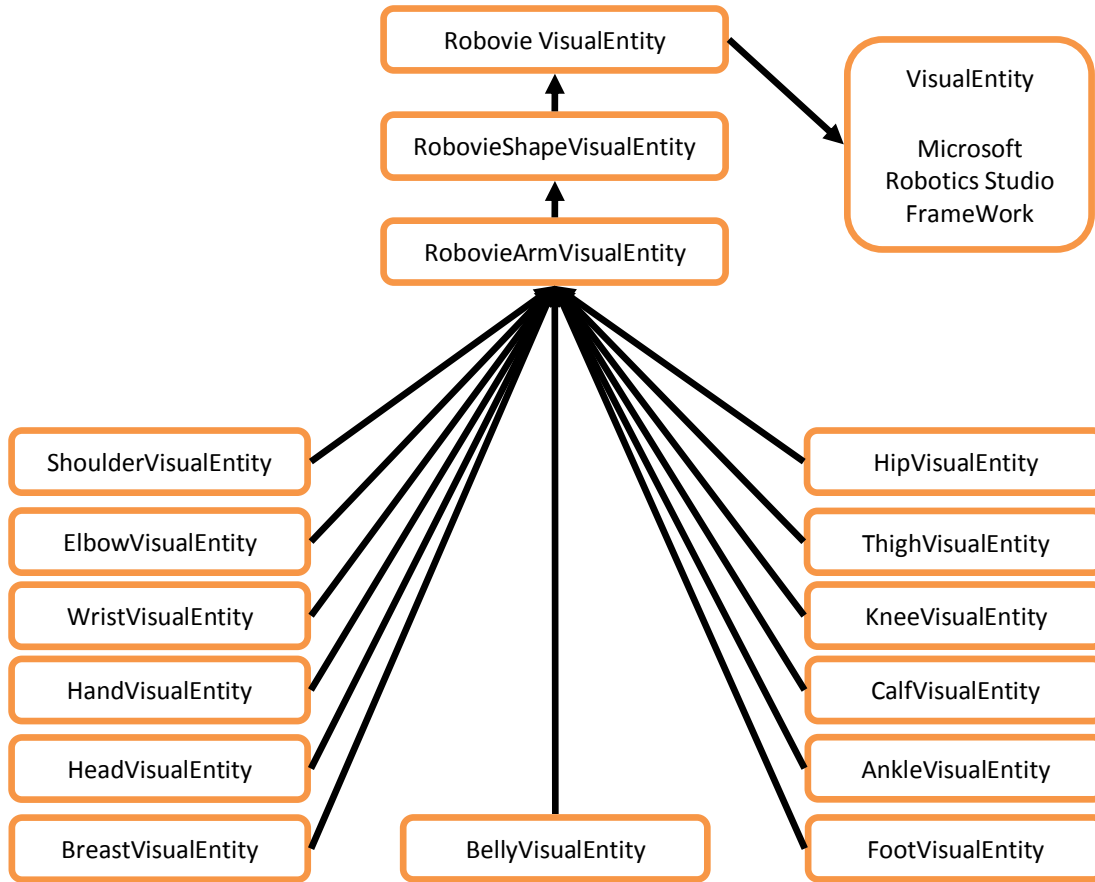 Robovie VisualEntity
VisualEntity
Microsoft
Robotics Studio
FrameWork
RobovieShapeVisualEntity
RobovieArmVisualEntity
ShoulderVisualEntity
ElbowVisualEntity
WristVisualEntity
HandVisualEntity
HeadVisualEntity
BreastVisualEntity
BellyVisualEntity
HipVisualEntity
ThighVisualEntity
KneeVisualEntity
CalfVisualEntity
AnkleVisualEntity
FootVisualEntity